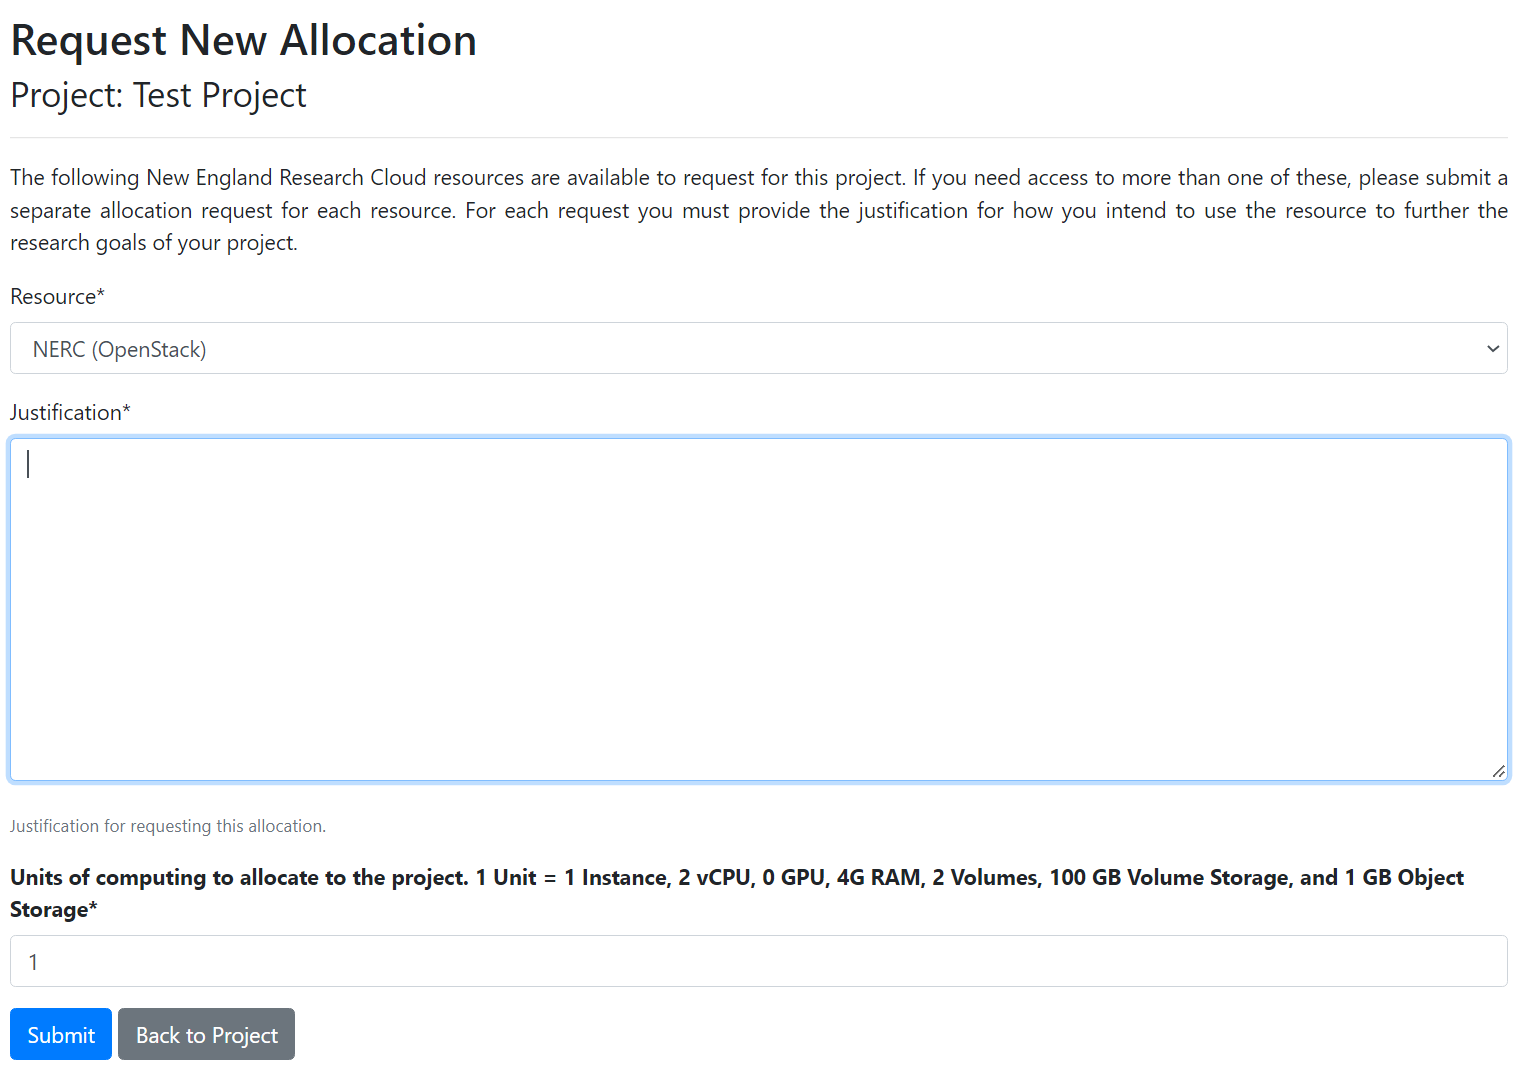 Request New Allocation
Project: Test Project
The following New England Research Cloud resources are available to request for this project. If you need access to more than one of these, please submit a
separate allocation request for each resource. For each request you must provide the justification for how you intend to use the resource to further the
research goals of your project.
Resource*
NERC (OpenStack)
Justification*
Justification for requesting this allocation.
Units of computing to allocate to the project. 1 Unit = 1 Instance, 2 vCPU, 0 GPU, 4G RAM, 2 Volumes, 100 GB Volume Storage, and 1 GB Object
Storage*
1
Submit Back to Project